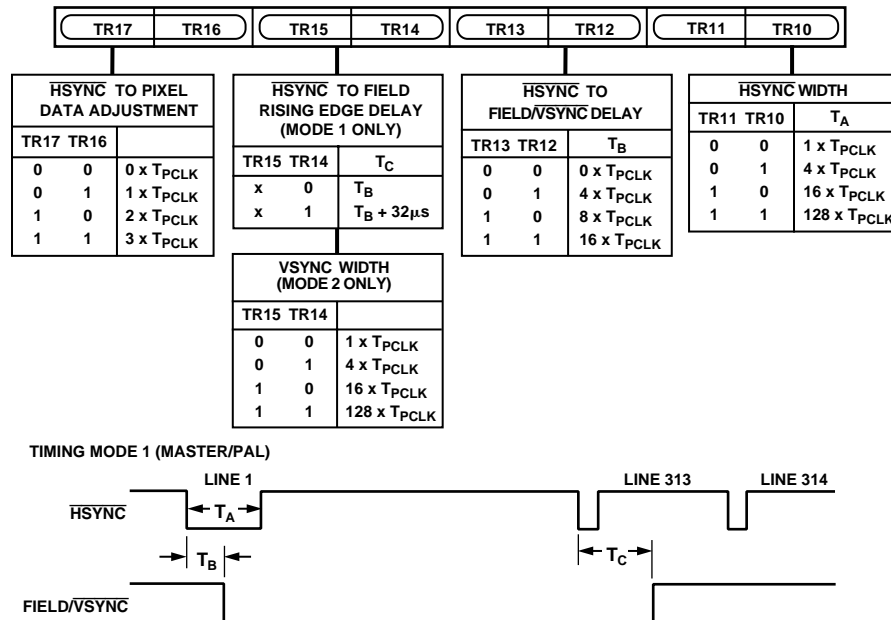 TR17 TR16 TR15 TR14 TR13 TR12 TR11 TR10
HSYNC TO PIXEL
DATA ADJUSTMENT
TR17 TR16
0 0 0 x TPCLK
0 1 1 x TPCLK
1 0 2 x TPCLK
1 1 3 x TPCLK
HSYNC TO FIELD
RISING EDGE DELAY
(MODE 1 ONLY)
TR15 TR14 TC
x 0 TB
x 1 TB + 32µs
VSYNC WIDTH
(MODE 2 ONLY)
TR15 TR14
0 0 1 x TPCLK
0 1 4 x TPCLK
1 0 16 x TPCLK
1 1 128 x TPCLK
HSYNC TO
FIELD/VSYNC DELAY
TR13 TR12 TB
0 0 0 x TPCLK
0 1 4 x TPCLK
1 0 8 x TPCLK
1 1 16 x TPCLK
HSYNC WIDTH
TR11 TR10 TA
0 0 1 x TPCLK
0 1 4 x TPCLK
1 0 16 x TPCLK
1 1 128 x TPCLK
TIMING MODE 1 (MASTER/PAL)
LINE 1 LINE 313 LINE 314
HSYNC
TA
TB
TC
FIELD/VSYNC